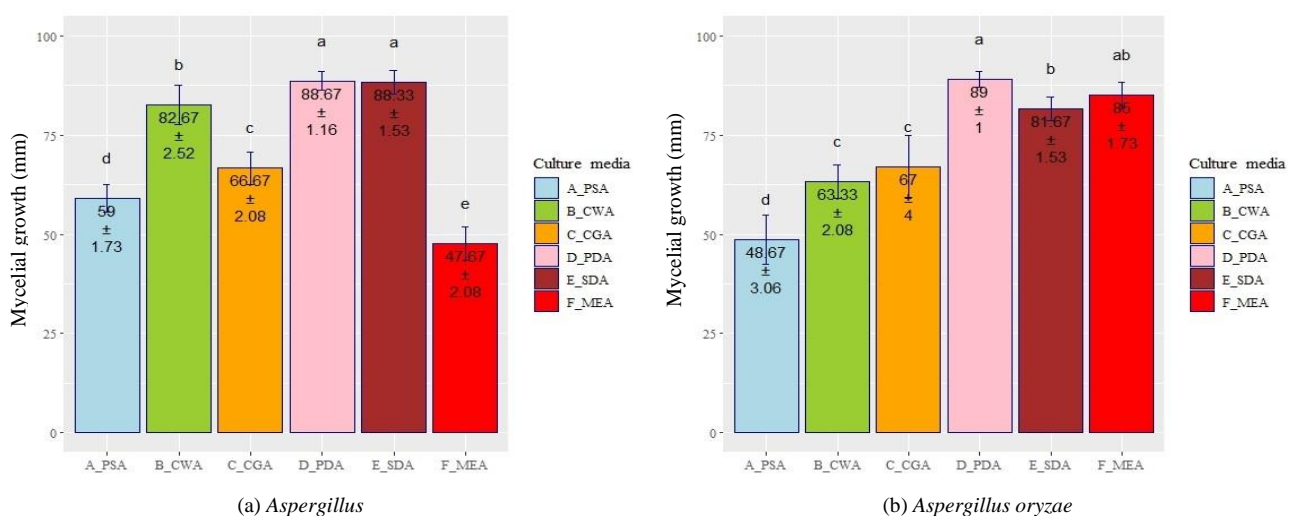 100
75
50
25
0
Mycelial growth (mm)
d
59
±
1.73
b
82.67
±
2.52
c
66.67
±
2.08
a
88.67
±
1.16
a
88.33
±
1.53
e
47.67
±
2.08
A_PSA B_CWA C_CGA D_PDA E_SDA F_MEA
Culture media
A_PSA
B_CWA
C_CGA
D_PDA
E_SDA
F_MEA
(a) Aspergillus
100
75
50
25
0
Mycelial growth (mm)
d
48.67
±
3.06
c
63.33
±
2.08
c
67
±
4
a
89
±
1
b
81.67
±
1.53
ab
85
±
1.73
A_PSA B_CWA C_CGA D_PDA E_SDA F_MEA
Culture media
A_PSA
B_CWA
C_CGA
D_PDA
E_SDA
F_MEA
(b) Aspergillus oryzae